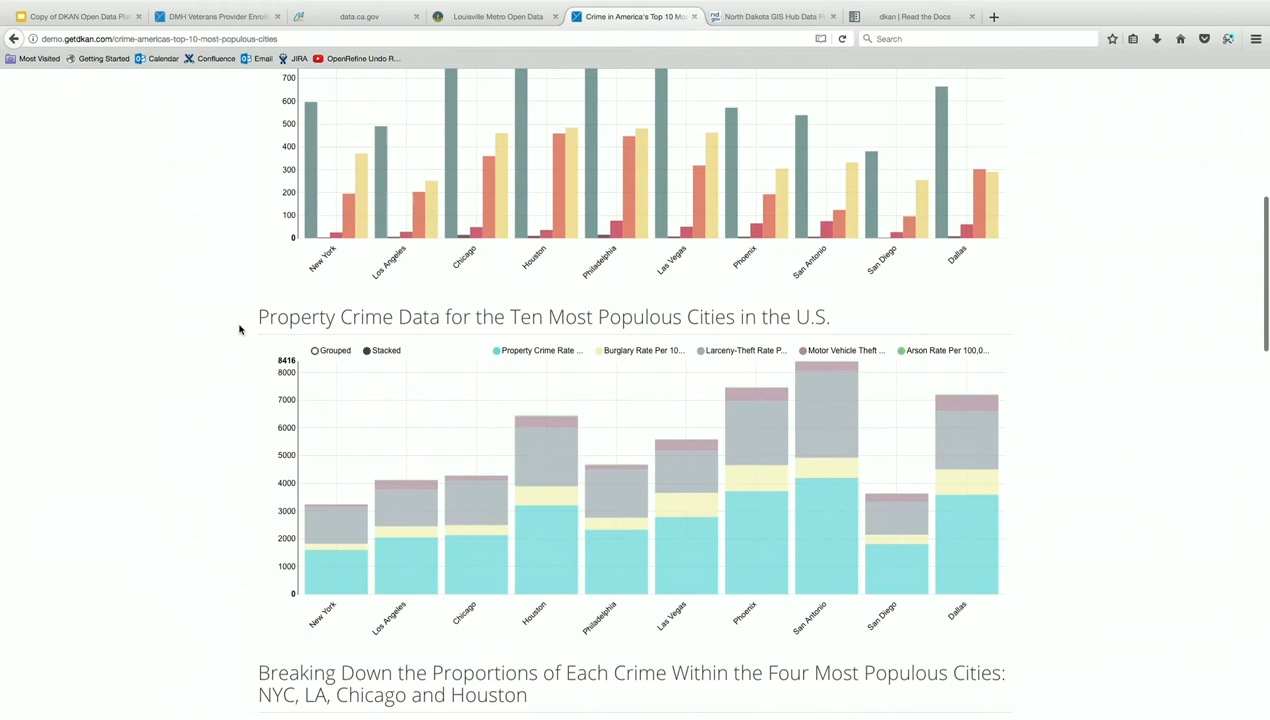 Copy of DKAN Open Data Pla
DMH Veterans Provider Enrol
data.ca.gov
Louisville Metro Open Data
Crime in America's Top 10 Mo
North Dakota GIS Hub Data P
dkan | Read the Docs
demo.getdkan.com/crime-americas-top-10-most-populous-cities
Search
Most Visited
Getting Started
Calendar
Confluence
Email
JIRA
OpenRefine Undo R...
700
600
500
400
300
200
100
0
New York
Los Angeles
Chicago
Houston
Philadelphia
Las Vegas
Phoenix
San Antonio
San Diego
Dallas
Property Crime Data for the Ten Most Populous Cities in the U.S.
Grouped
Stacked
Property Crime Rate ...
Burglary Rate Per 10...
Larceny-Theft Rate P...
Motor Vehicle Theft ...
Arson Rate Per 100,0...
8416
8000
7000
6000
5000
4000
3000
2000
1000
0
New York
Los Angeles
Chicago
Houston
Philadelphia
Las Vegas
Phoenix
San Antonio
San Diego
Dallas
Breaking Down the Proportions of Each Crime Within the Four Most Populous Cities:
NYC, LA, Chicago and Houston